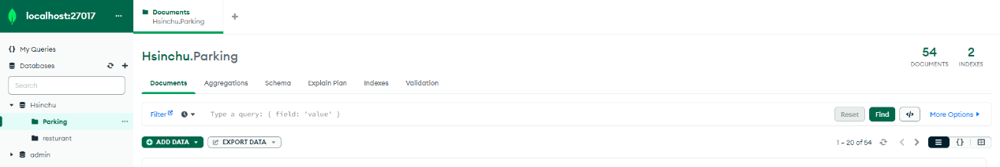 localhost:27017 ...
{} My Queries
Databases
Search
Hsinchu
Parking ...
resturant
admin
Documents
Hsinchu.Parking
+
Hsinchu.Parking
54
DOCUMENTS
2
INDEXES
Documents Aggregations Schema Explain Plan Indexes Validation
Filter Type a query: { field: 'value' } Reset Find </> More Options
ADD DATA EXPORT DATA 1 – 20 of 54 {}